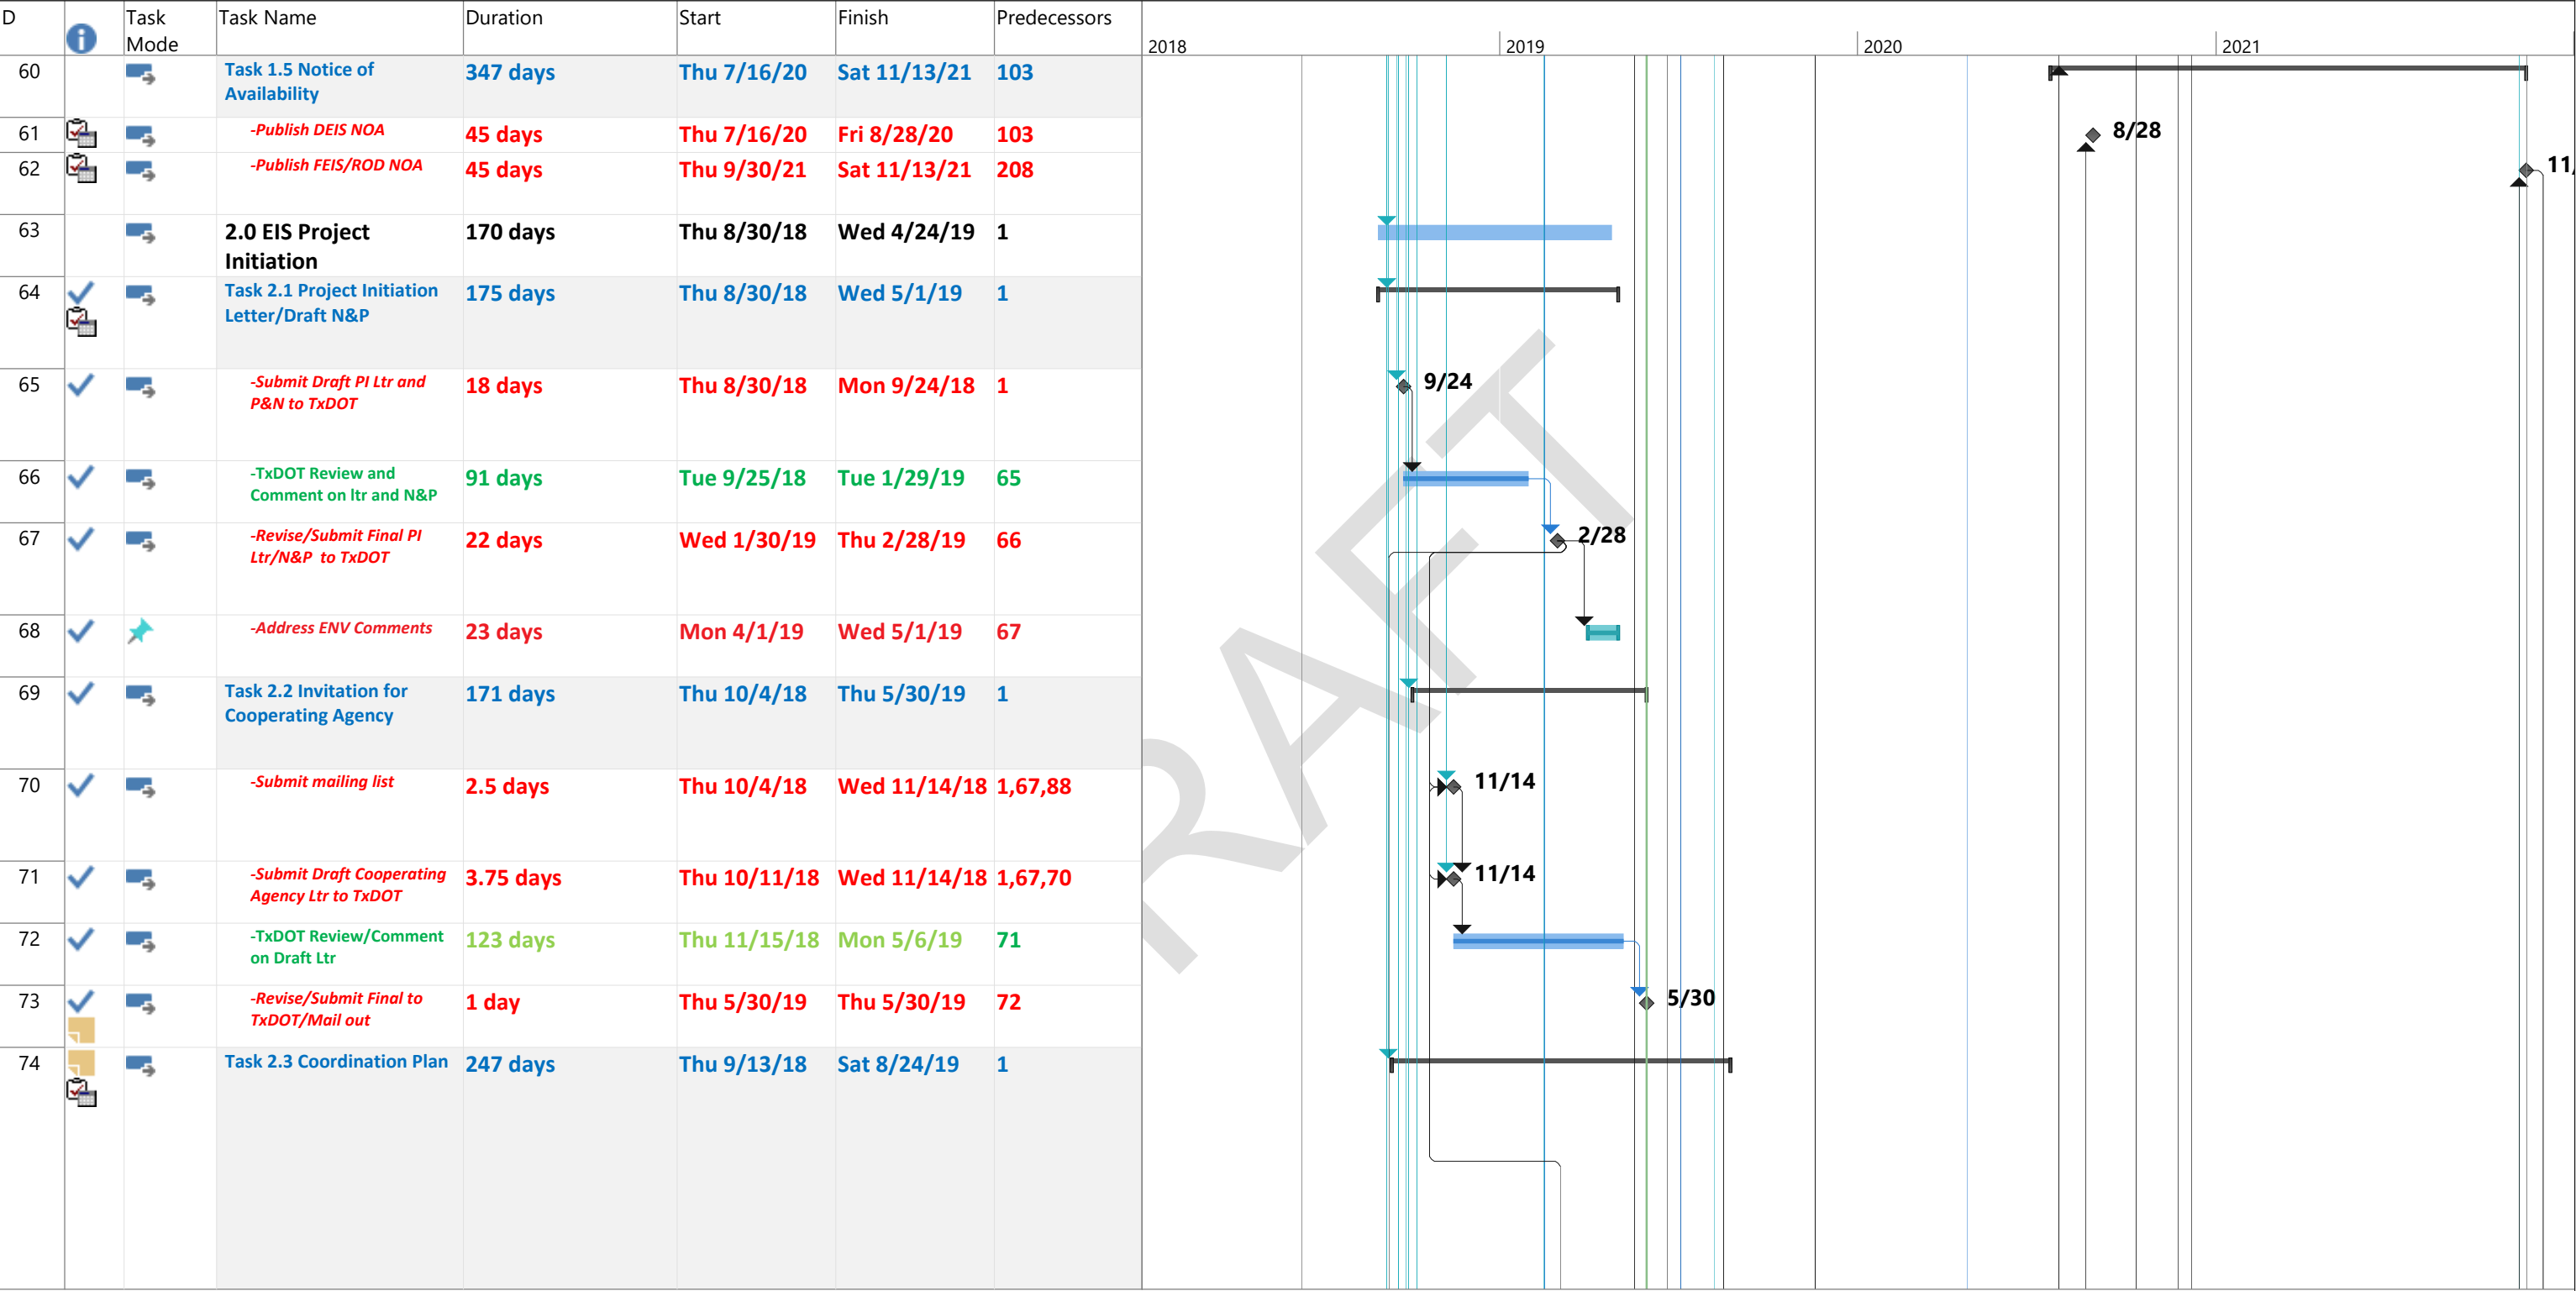 D Task Mode Task Name Duration Start Finish Predecessors 2018 2019 2020 2021
60 Task 1.5 Notice of Availability 347 days Thu 7/16/20 Sat 11/13/21 103
61 -Publish DEIS NOA 45 days Thu 7/16/20 Fri 8/28/20 103 8/28
62 -Publish FEIS/ROD NOA 45 days Thu 9/30/21 Sat 11/13/21 208 11/
63 2.0 EIS Project Initiation 170 days Thu 8/30/18 Wed 4/24/19 1
64 Task 2.1 Project Initiation Letter/Draft N&P 175 days Thu 8/30/18 Wed 5/1/19 1
65 -Submit Draft PI Ltr and P&N to TxDOT 18 days Thu 8/30/18 Mon 9/24/18 1 9/24
66 -TxDOT Review and Comment on ltr and N&P 91 days Tue 9/25/18 Tue 1/29/19 65
67 -Revise/Submit Final PI Ltr/N&P to TxDOT 22 days Wed 1/30/19 Thu 2/28/19 66 2/28
68 -Address ENV Comments 23 days Mon 4/1/19 Wed 5/1/19 67
69 Task 2.2 Invitation for Cooperating Agency 171 days Thu 10/4/18 Thu 5/30/19 1
70 -Submit mailing list 2.5 days Thu 10/4/18 Wed 11/14/18 1,67,88 11/14
71 -Submit Draft Cooperating Agency Ltr to TxDOT 3.75 days Thu 10/11/18 Wed 11/14/18 1,67,70 11/14
72 -TxDOT Review/Comment on Draft Ltr 123 days Thu 11/15/18 Mon 5/6/19 71
73 -Revise/Submit Final to TxDOT/Mail out 1 day Thu 5/30/19 Thu 5/30/19 72 5/30
74 Task 2.3 Coordination Plan 247 days Thu 9/13/18 Sat 8/24/19 1
RAFT